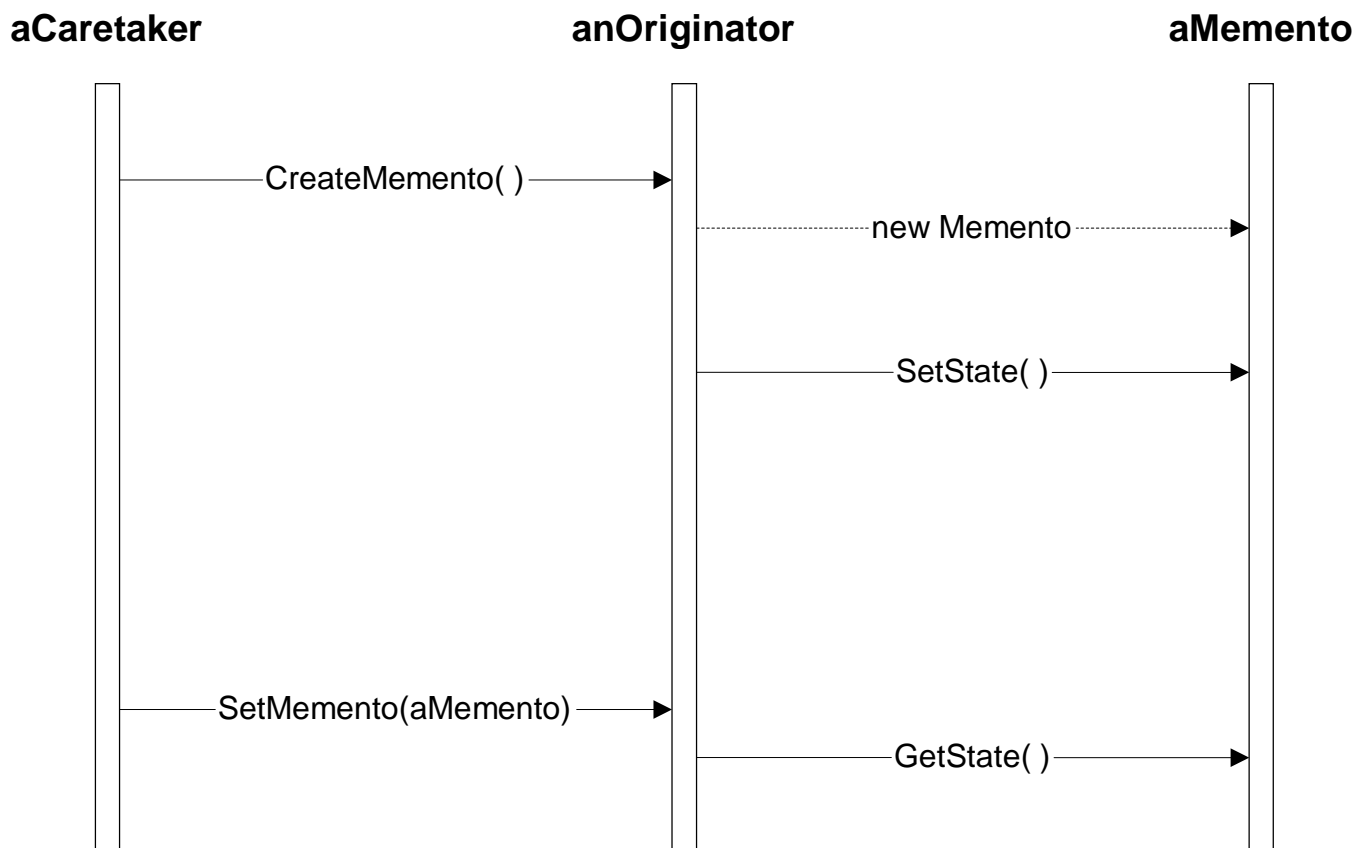 aCaretaker anOriginator aMemento
CreateMemento( )
new Memento
SetState( )
SetMemento(aMemento)
GetState( )